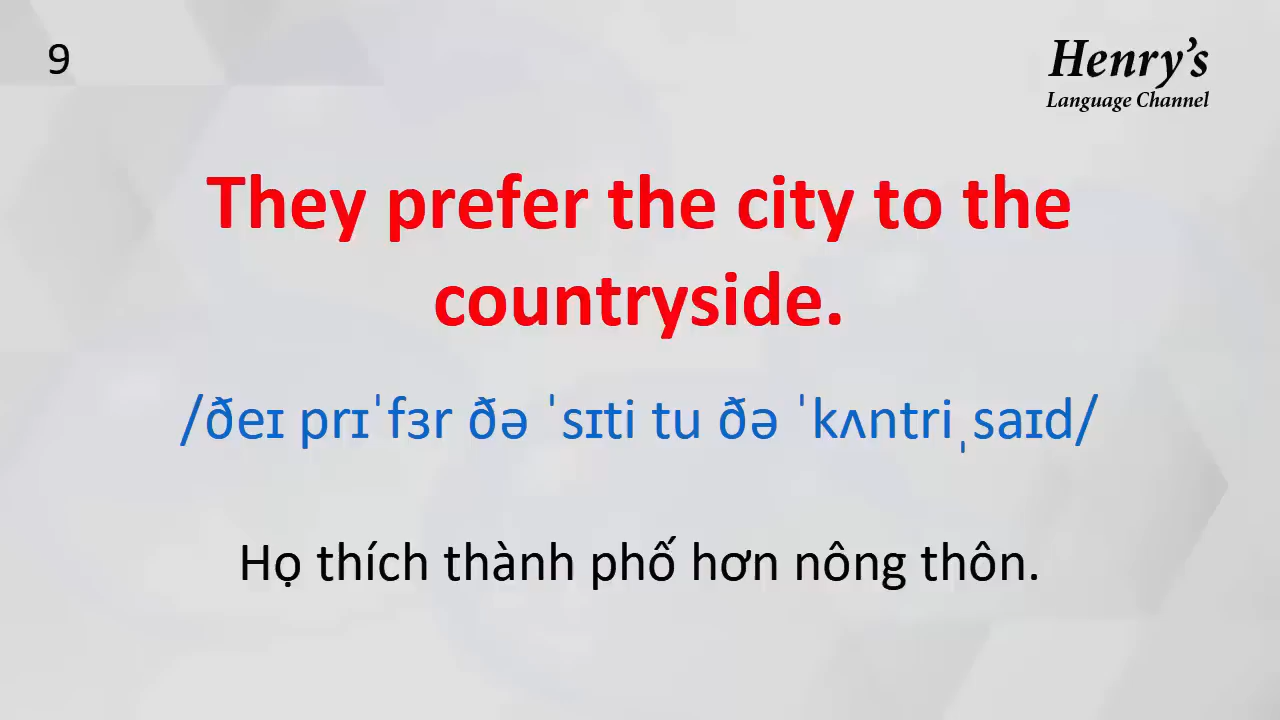 9
Henry’s
Language Channel
They prefer the city to the
countryside.
/ðeɪ prɪˈfɜr ðə ˈsɪti tu ðə ˈkʌntriˌsaɪd/
Họ thích thành phố hơn nông thôn.